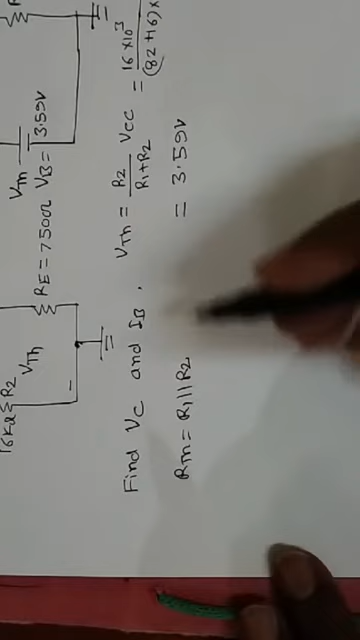 16KΩ R2
VTh
RE = 750Ω
VTh
VB = 3.59V
Find VC and IB.
VTh = R2 / R1+R2 VCC = 16 x 10³ / (82+16) x
= 3.59V
RTh = R1 || R2